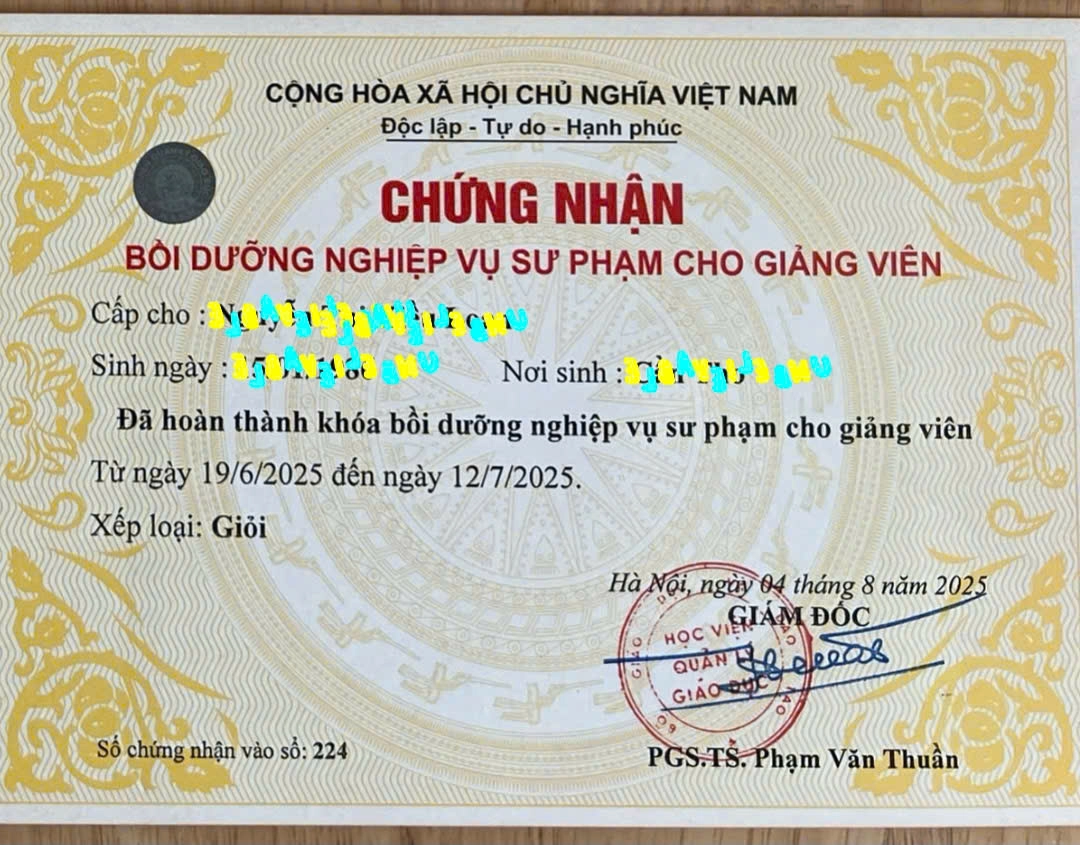 CỘNG HÒA XÃ HỘI CHỦ NGHĨA VIỆT NAM
Độc lập - Tự do - Hạnh phúc
CHỨNG NHẬN
BỒI DƯỠNG NGHIỆP VỤ SƯ PHẠM CHO GIẢNG VIÊN
Cấp cho :
Sinh ngày : Nơi sinh :
Đã hoàn thành khóa bồi dưỡng nghiệp vụ sư phạm cho giảng viên
Từ ngày 19/6/2025 đến ngày 12/7/2025.
Xếp loại: Giỏi
Hà Nội, ngày 04 tháng 8 năm 2025
GIÁM ĐỐC
HỌC VIỆN
QUẢN LÝ
GIÁO DỤC
Số chứng nhận vào sổ: 224
PGS.TS. Phạm Văn Thuần